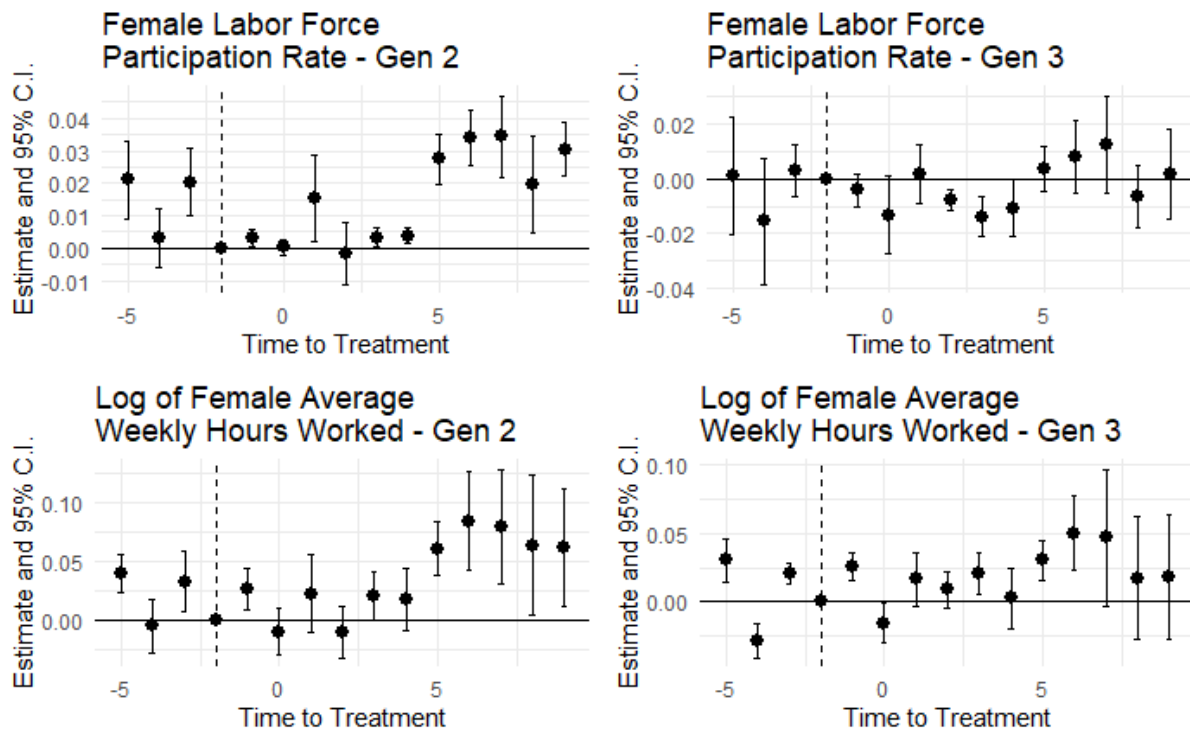 Female Labor Force
Participation Rate - Gen 2
Estimate and 95% C.I.
0.04
0.03
0.02
0.01
0.00
-0.01
-5
0
5
Time to Treatment
Female Labor Force
Participation Rate - Gen 3
Estimate and 95% C.I.
0.02
0.00
-0.02
-0.04
-5
0
5
Time to Treatment
Log of Female Average
Weekly Hours Worked - Gen 2
Estimate and 95% C.I.
0.10
0.05
0.00
-5
0
5
Time to Treatment
Log of Female Average
Weekly Hours Worked - Gen 3
Estimate and 95% C.I.
0.10
0.05
0.00
-5
0
5
Time to Treatment